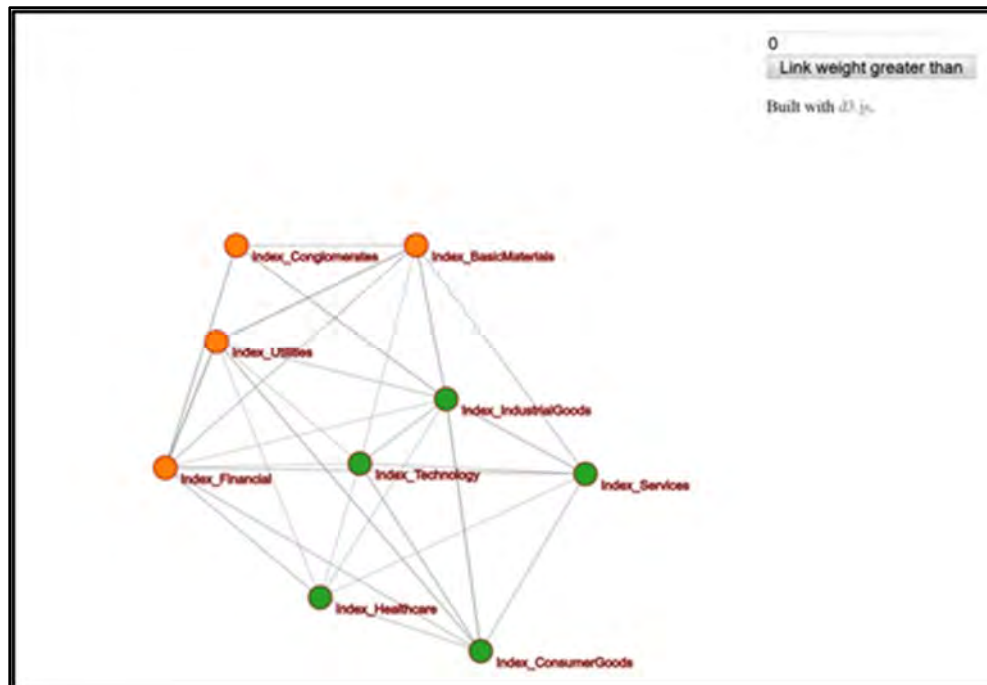 0
Link weight greater than
Built with d3.js.
Index_Conglomerates
Index_BasicMaterials
Index_Utilities
Index_IndustrialGoods
Index_Technology
Index_Financial
Index_Services
Index_Healthcare
Index_ConsumerGoods